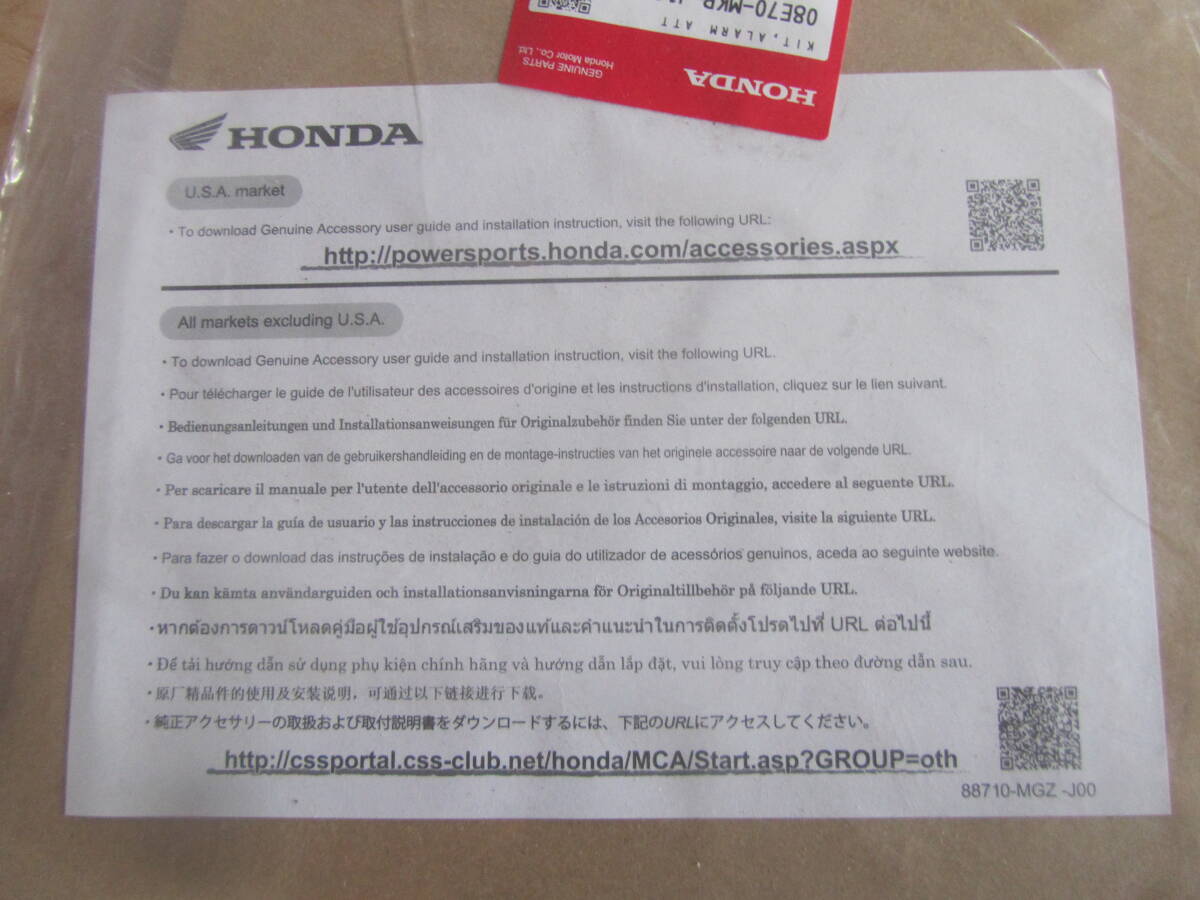 08E70-MKP-J
KIT,ALARM ATT
HONDA
GENUINE PARTS
Honda Motor Co., Ltd.
HONDA
U.S.A. market
・To download Genuine Accessory user guide and installation instruction, visit the following URL:
http://powersports.honda.com/accessories.aspx
All markets excluding U.S.A.
・To download Genuine Accessory user guide and installation instruction, visit the following URL.
・Pour télécharger le guide de l'utilisateur des accessoires d'origine et les instructions d'installation, cliquez sur le lien suivant.
・Bedienungsanleitungen und Installationsanweisungen für Originalzubehör finden Sie unter der folgenden URL.
・Ga voor het downloaden van de gebruikershandleiding en de montage-instructies van het originele accessoire naar de volgende URL.
・Per scaricare il manuale per l'utente dell'accessorio originale e le istruzioni di montaggio, accedere al seguente URL.
・Para descargar la guía de usuario y las instrucciones de instalación de los Accesorios Originales, visite la siguiente URL.
・Para fazer o download das instruções de instalação e do guia do utilizador de acessórios genuinos, aceda ao seguinte website.
・Du kan kämta användarguiden och installationsanvisningarna för Originaltillbehör på följande URL.
・หากต้องการดาวน์โหลดคู่มือผู้ใช้อุปกรณ์เสริมของแท้และคำแนะนำในการติดตั้งโปรดไปที่ URL ต่อไปนี้
・Để tải hướng dẫn sử dụng phụ kiện chính hãng và hướng dẫn lắp đặt, vui lòng truy cập theo đường dẫn sau.
・原厂精品件的使用及安装说明，可通过以下链接进行下载。
・純正アクセサリーの取扱および取付説明書をダウンロードするには、下記のURLにアクセスしてください。
http://cssportal.css-club.net/honda/MCA/Start.asp?GROUP=oth
88710-MGZ -J00